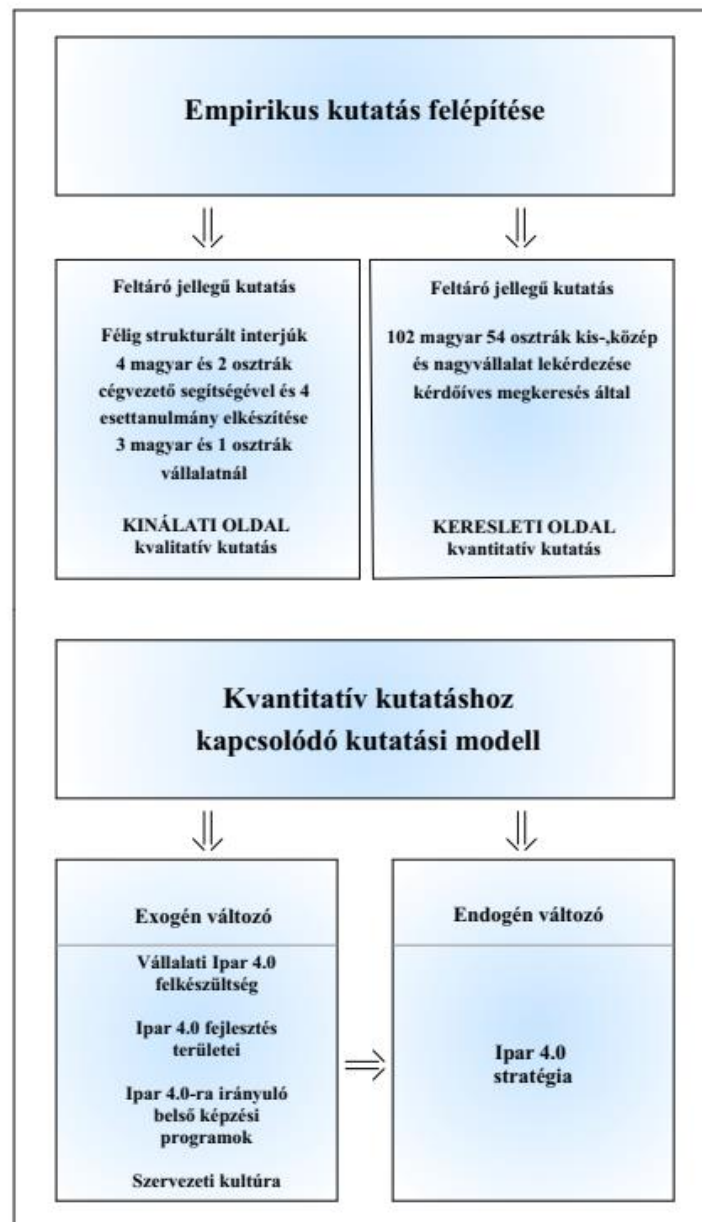 Empirikus kutatás felépítése
Feltáró jellegű kutatás
Félig strukturált interjúk
4 magyar és 2 osztrák
cégvezető segítségével és 4
esettanulmány elkészítése
3 magyar és 1 osztrák
vállalatnál
KINÁLATI OLDAL
kvalitatív kutatás
Feltáró jellegű kutatás
102 magyar 54 osztrák kis-,közép
és nagyvállalat lekérdezése
kérdőíves megkeresés által
KERESLETI OLDAL
kvantitatív kutatás
Kvantitatív kutatáshoz
kapcsolódó kutatási modell
Exogén változó
Vállalati Ipar 4.0
felkészültség
Ipar 4.0 fejlesztés
területei
Ipar 4.0-ra irányuló
belső képzési
programok
Szervezeti kultúra
Endogén változó
Ipar 4.0
stratégia